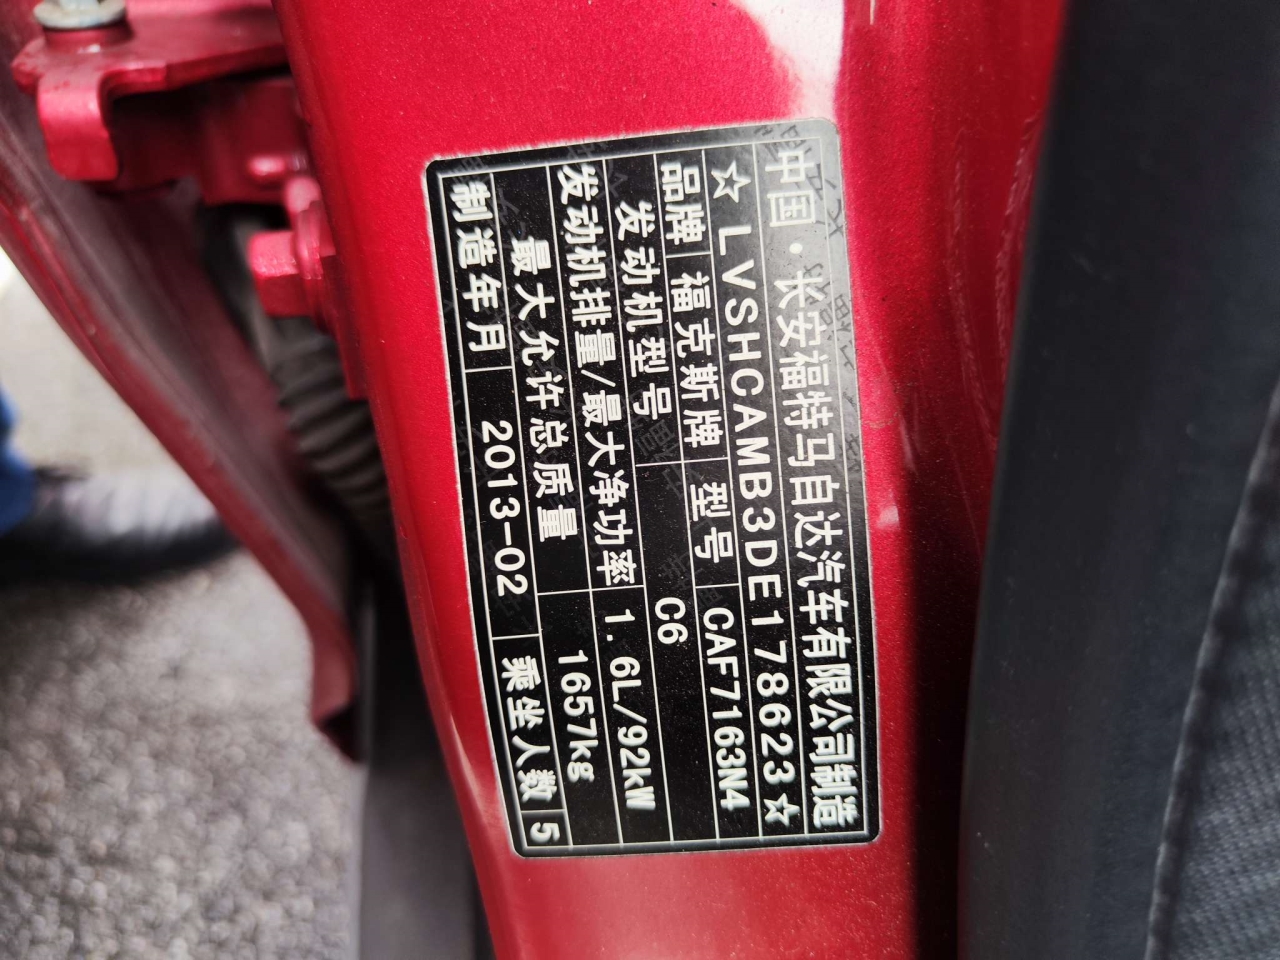 中国·长安福特马自达汽车有限公司制造
☆LVSHCAMB3DE178623☆
品牌 福克斯牌 型号 CAF7163N4
发动机型号 C6
发动机排量/最大净功率 1.6L/92kW
最大允许总质量 1657kg
制造年月 2013-02 乘坐人数 5